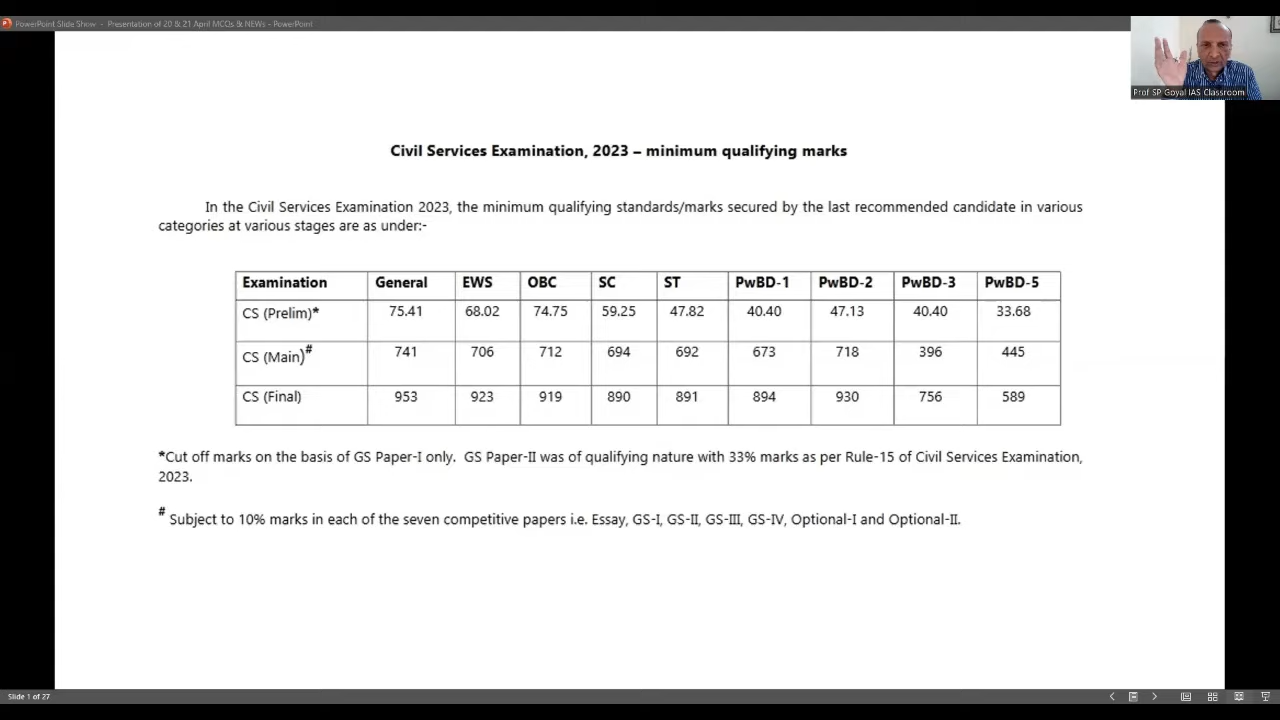 PowerPoint Slide Show - Presentation of 20 & 21 April MCQs & NEWs - PowerPoint
Prof SP Goyal IAS Classroom
Civil Services Examination, 2023 – minimum qualifying marks
In the Civil Services Examination 2023, the minimum qualifying standards/marks secured by the last recommended candidate in various
categories at various stages are as under:-
Examination General EWS OBC SC ST PwBD-1 PwBD-2 PwBD-3 PwBD-5
CS (Prelim)* 75.41 68.02 74.75 59.25 47.82 40.40 47.13 40.40 33.68
CS (Main)# 741 706 712 694 692 673 718 396 445
CS (Final) 953 923 919 890 891 894 930 756 589
*Cut off marks on the basis of GS Paper-I only. GS Paper-II was of qualifying nature with 33% marks as per Rule-15 of Civil Services Examination,
2023.
# Subject to 10% marks in each of the seven competitive papers i.e. Essay, GS-I, GS-II, GS-III, GS-IV, Optional-I and Optional-II.
Slide 1 of 27